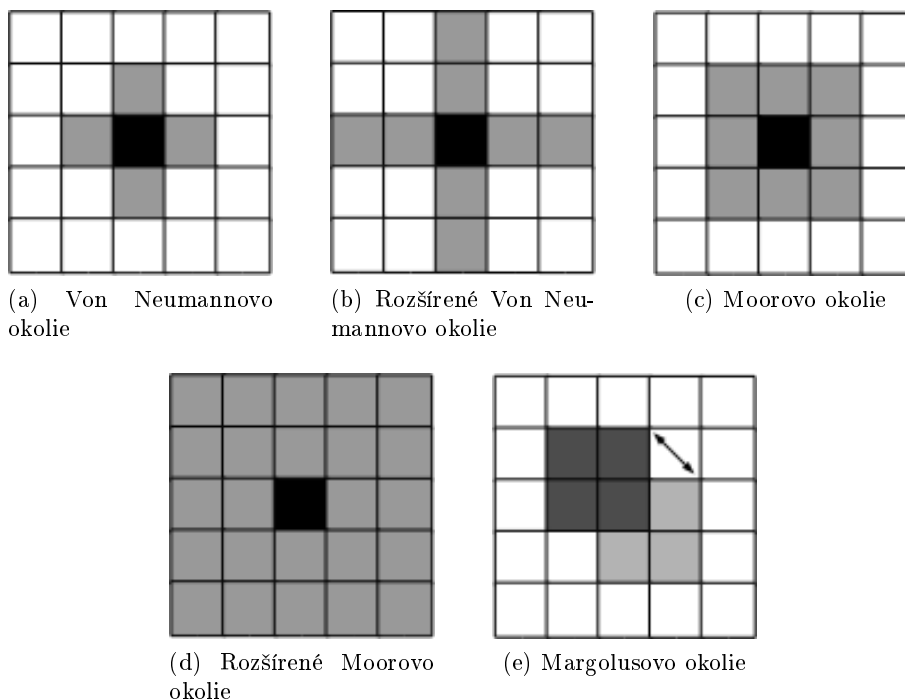 (a) Von Neumannovo
okolie
(b) Rozšírené Von Neu-
mannovo okolie
(c) Moorovo okolie
(d) Rozšírené Moorovo
okolie
(e) Margolusovo okolie